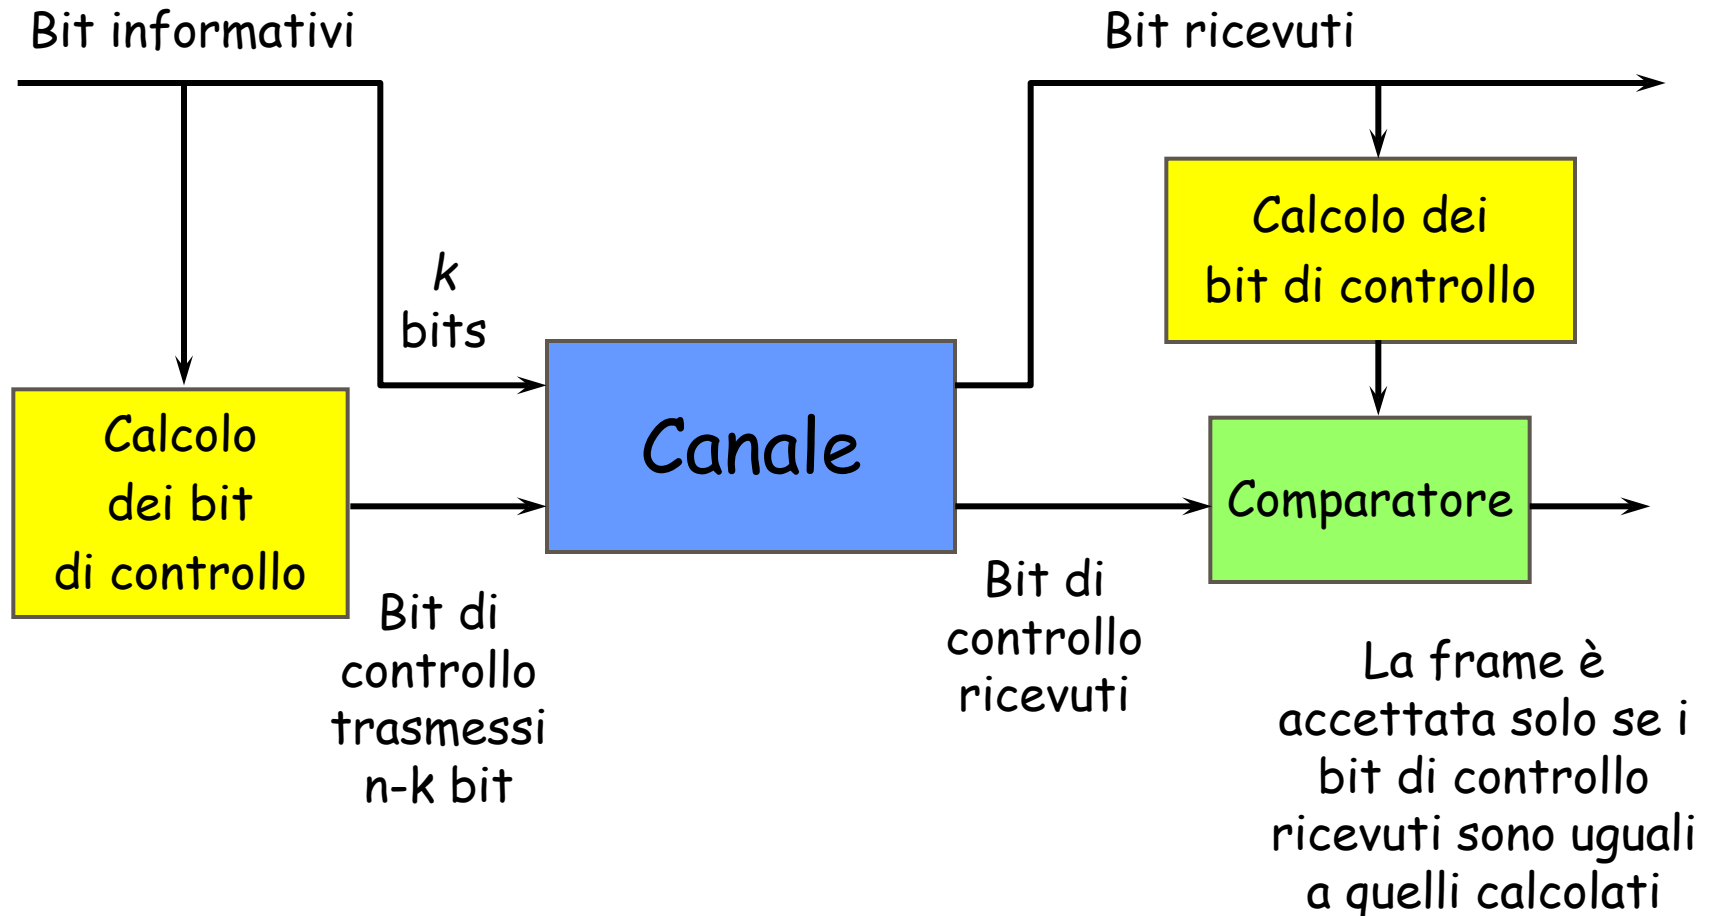 Bit informativi
Bit ricevuti
Calcolo dei
bit di controllo
k
bits
Calcolo
dei bit
di controllo
Canale
Comparatore
Bit di
controllo
trasmessi
n-k bit
Bit di
controllo
ricevuti
La frame è
accettata solo se i
bit di controllo
ricevuti sono uguali
a quelli calcolati